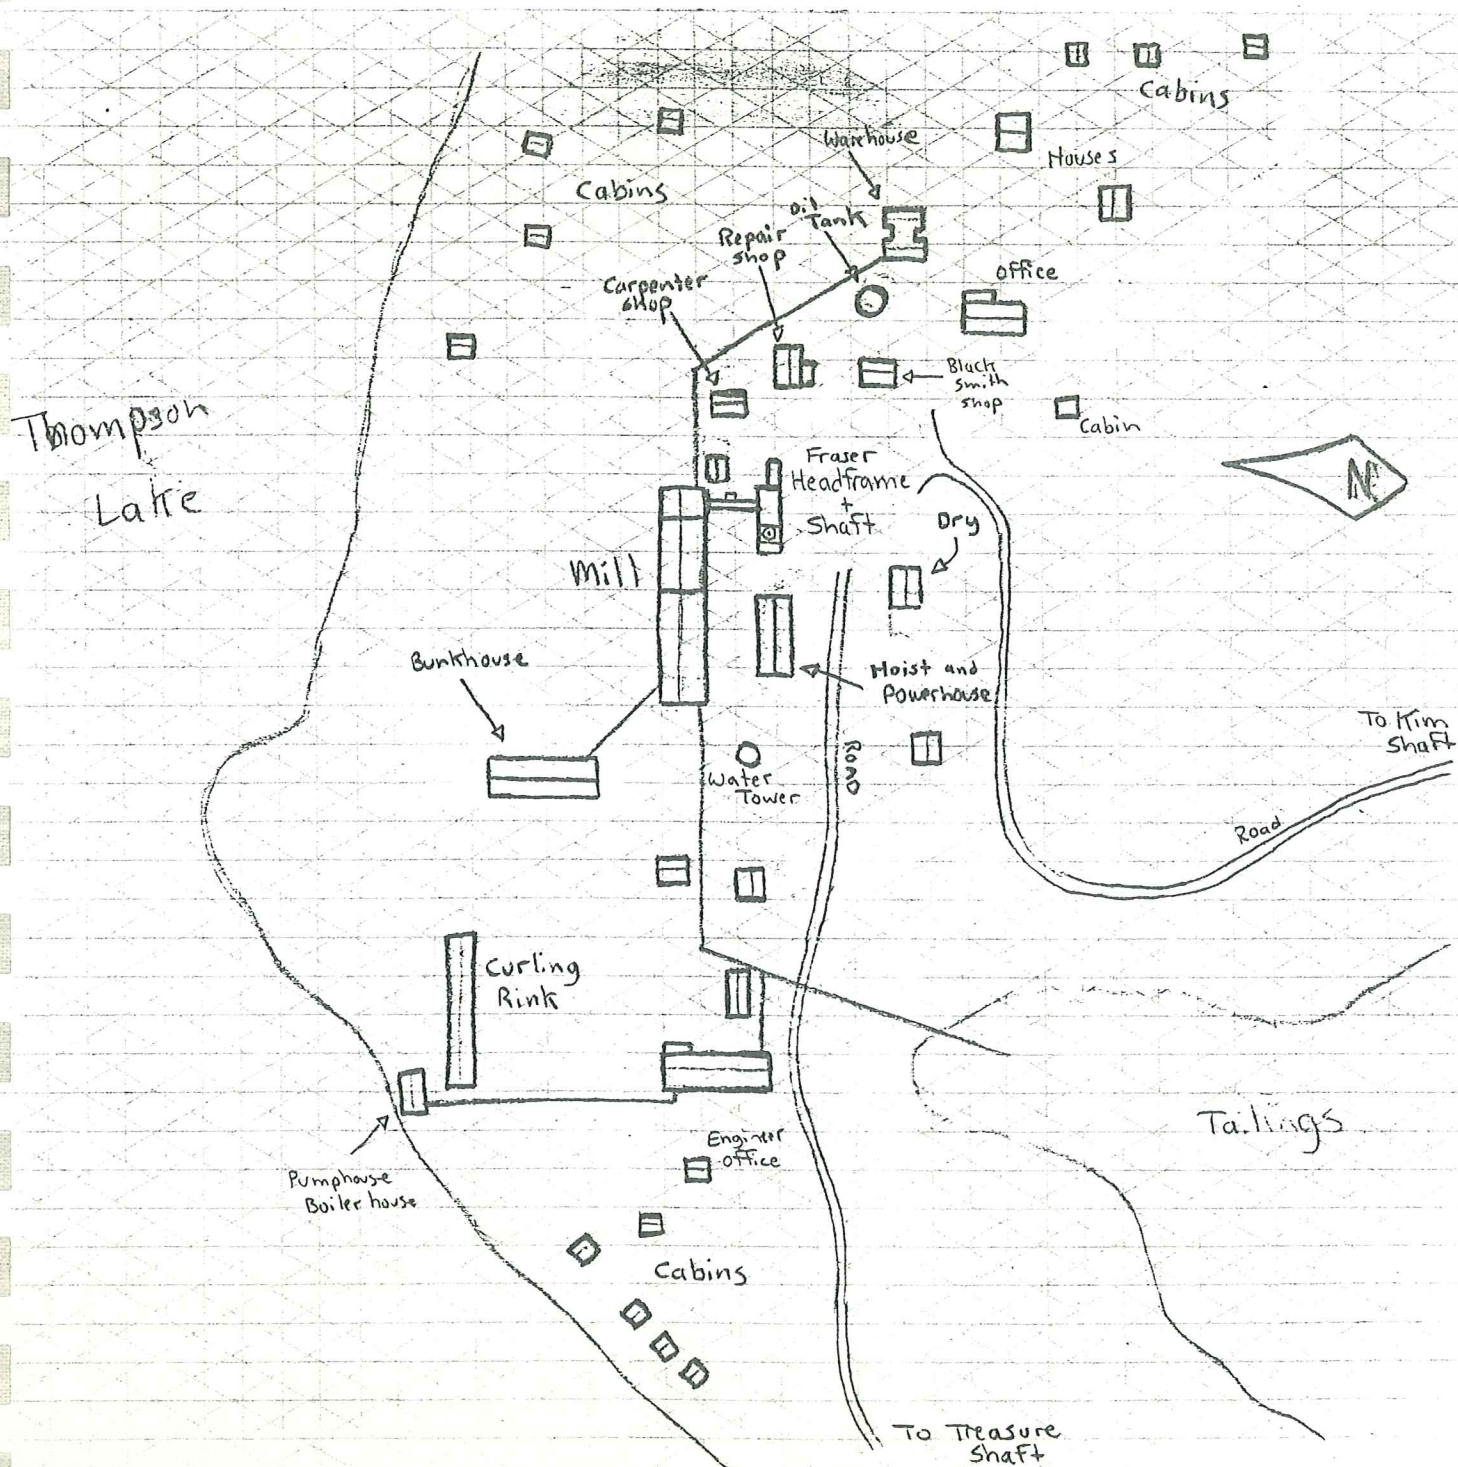 Cabins
Warehouse
Houses
Cabins
Oil
Tank
Repair
Shop
Office
Carpenter
Shop
Black
Smith
Shop
Thompson
Lake
Cabin
Fraser
Headframe
+
Shaft
N
Dry
Mill
Bunkhouse
Hoist and
Powerhouse
To Kim
Shaft
ROAD
Water
Tower
Road
Curling
Rink
Tailings
Engineer
Office
Pumphouse
Boiler house
Cabins
To Treasure
Shaft